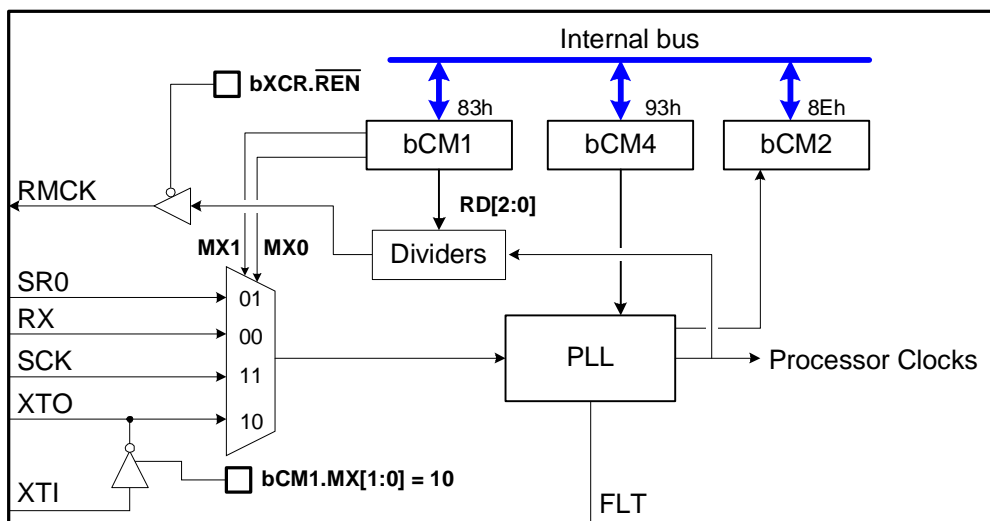 Internal bus
bXCR.R̅E̅N̅
83h
93h
8Eh
bCM1
bCM4
bCM2
RMCK
RD[2:0]
MX1
MX0
Dividers
SR0
01
RX
00
SCK
11
XTO
10
PLL
Processor Clocks
bCM1.MX[1:0] = 10
XTI
FLT